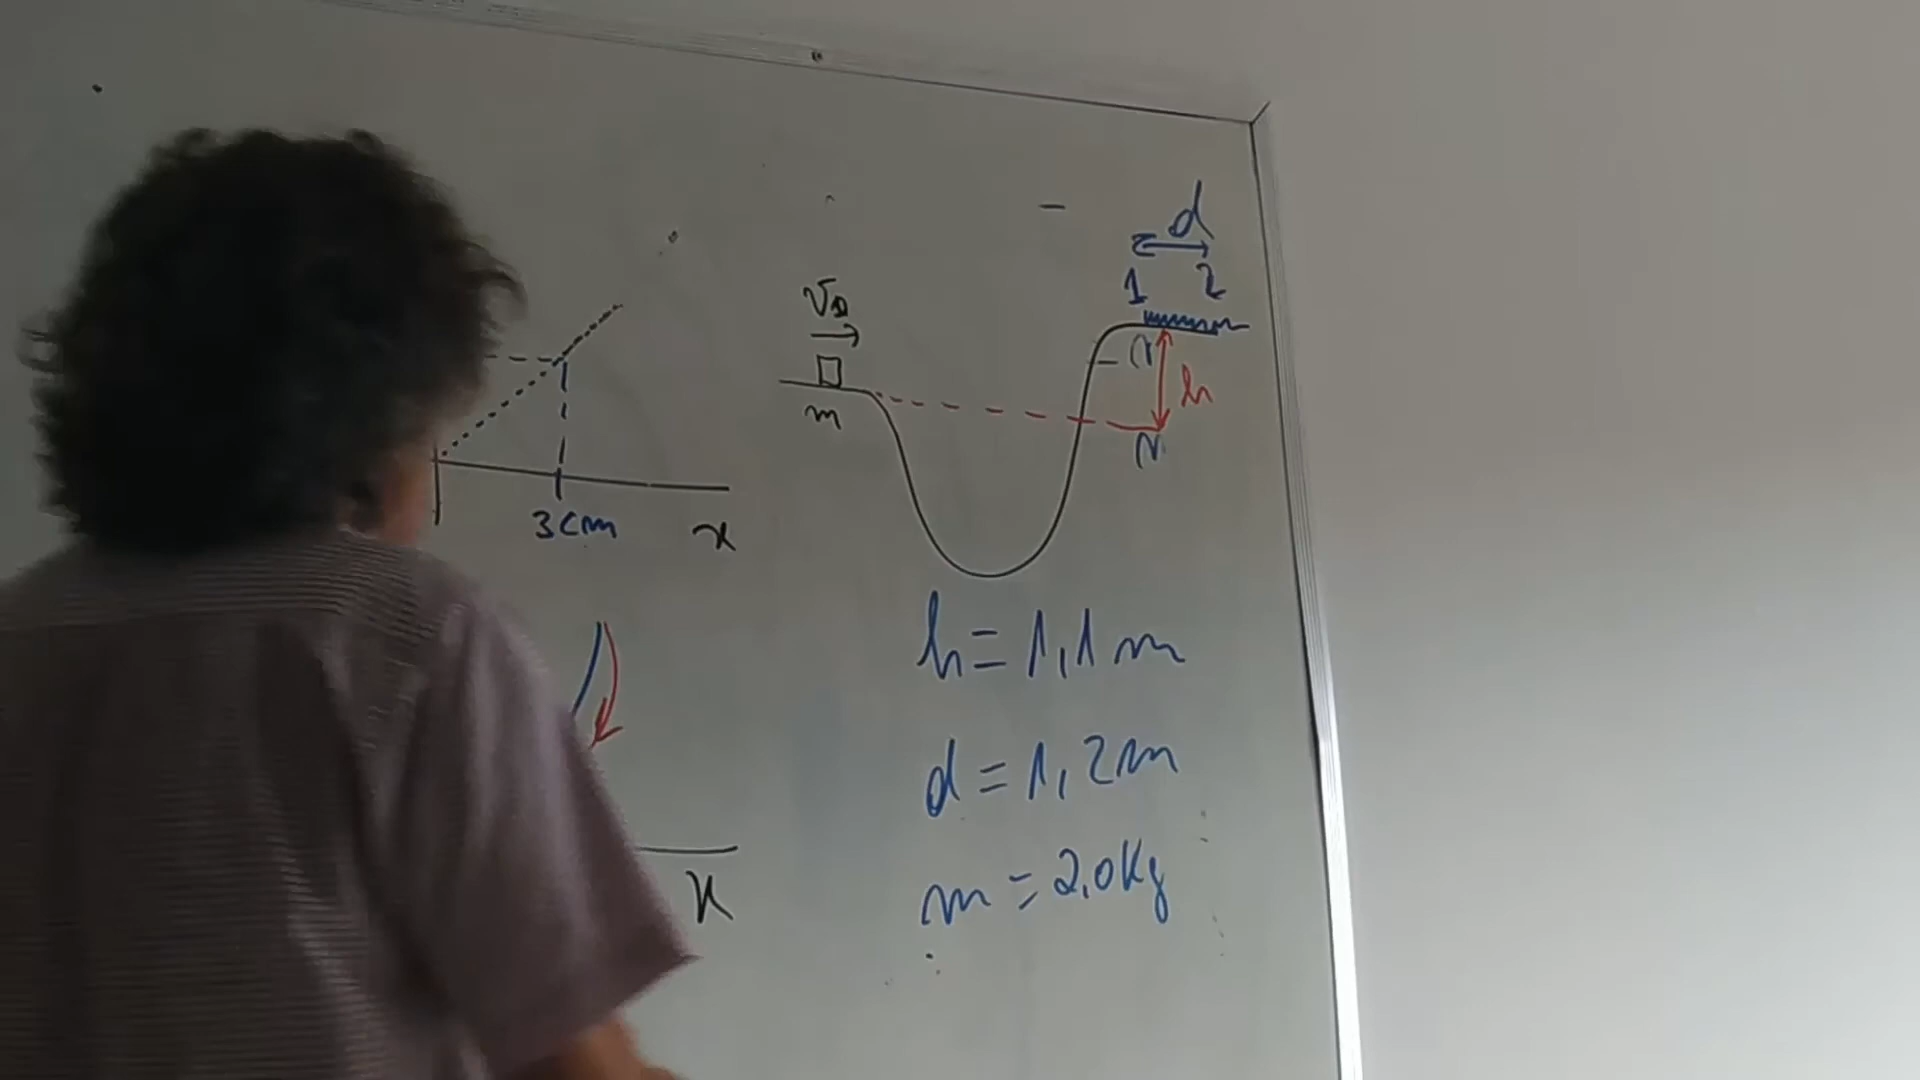 d
1 2
v₀
h
m
3cm
x
h = 1,1 m
d = 1,2 m
m = 2,0 Kg
x